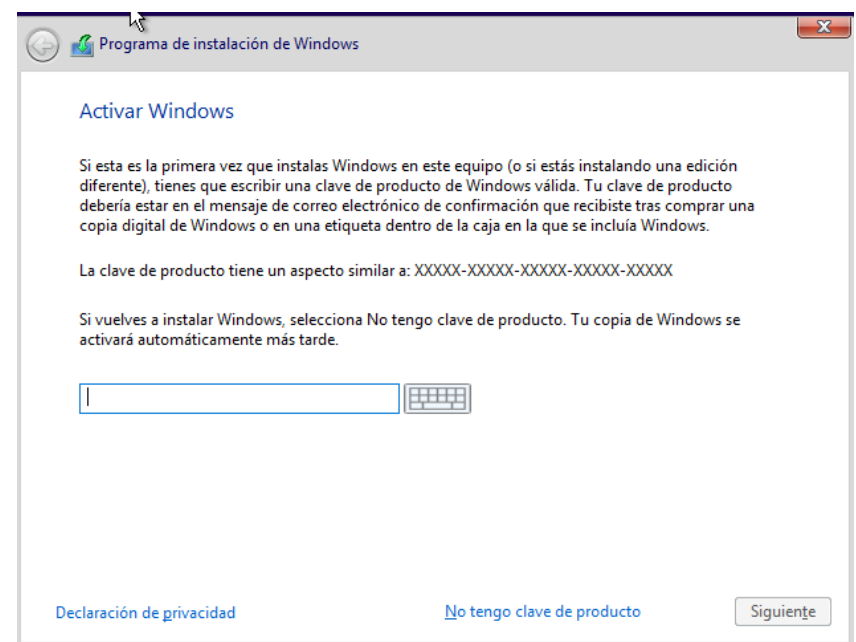 Programa de instalación de Windows
Activar Windows
Si esta es la primera vez que instalas Windows en este equipo (o si estás instalando una edición
diferente), tienes que escribir una clave de producto de Windows válida. Tu clave de producto
debería estar en el mensaje de correo electrónico de confirmación que recibiste tras comprar una
copia digital de Windows o en una etiqueta dentro de la caja en la que se incluía Windows.
La clave de producto tiene un aspecto similar a: XXXXX-XXXXX-XXXXX-XXXXX-XXXXX
Si vuelves a instalar Windows, selecciona No tengo clave de producto. Tu copia de Windows se
activará automáticamente más tarde.
Declaración de privacidad
No tengo clave de producto
Siguiente